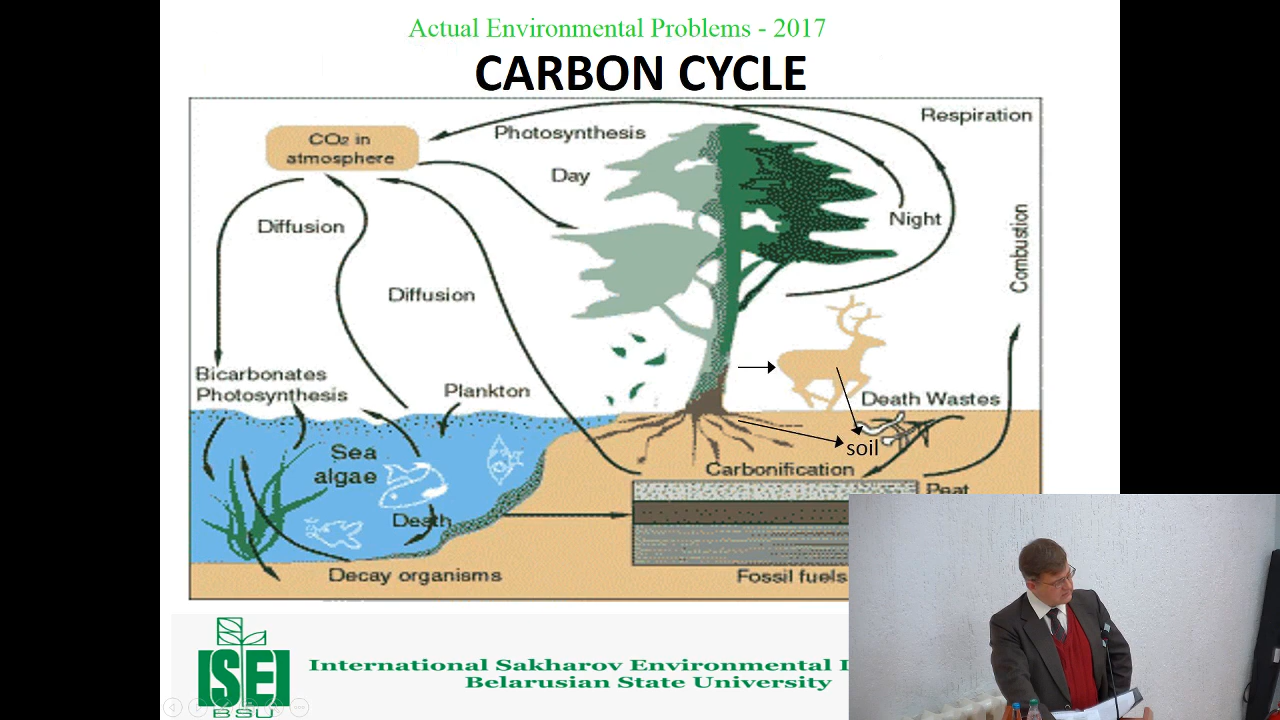 Actual Environmental Problems - 2017
CARBON CYCLE
Respiration
Photosynthesis
CO2 in
atmosphere
Day
Night
Diffusion
Combustion
Diffusion
Bicarbonates
Photosynthesis
Plankton
Death Wastes
soil
Sea
algae
Carbonification
Peat
Death
Decay organisms
Fossil fuels
International Sakharov Environmental
Belarusian State University
ISEI
BSU